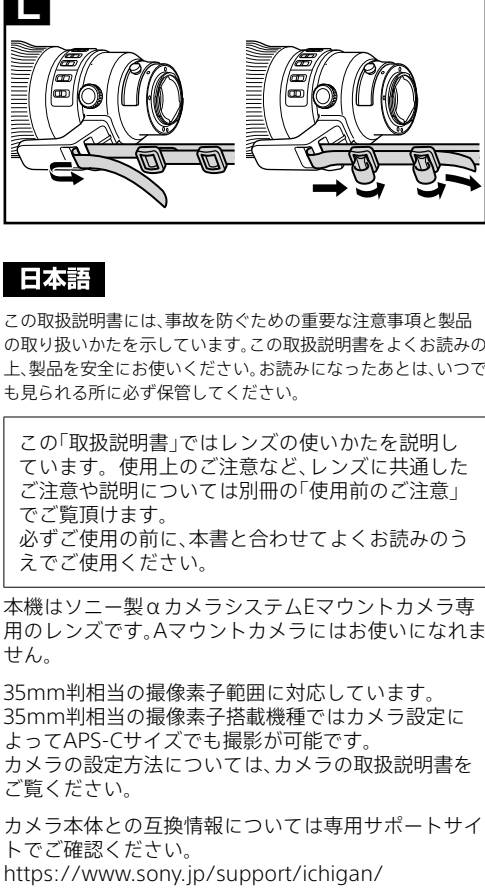 L
日本語
この取扱説明書には、事故を防ぐための重要な注意事項と製品
の取り扱いかたを示しています。この取扱説明書をよくお読みの
上、製品を安全にお使いください。お読みになったあとは、いつで
も見られる所に必ず保管してください。
この「取扱説明書」ではレンズの使いかたを説明し
ています。使用上のご注意など、レンズに共通した
ご注意や説明については別冊の「使用前のご注意」
でご覧頂けます。
必ずご使用の前に、本書と合わせてよくお読みのう
えでご使用ください。
本機はソニー製αカメラシステムEマウントカメラ専
用のレンズです。Aマウントカメラにはお使いになれま
せん。
35mm判相当の撮像素子範囲に対応しています。
35mm判相当の撮像素子搭載機種ではカメラ設定に
よってAPS-Cサイズでも撮影が可能です。
カメラの設定方法については、カメラの取扱説明書を
ご覧ください。
カメラ本体との互換情報については専用サポートサイ
トでご確認ください。
https://www.sony.jp/support/ichigan/